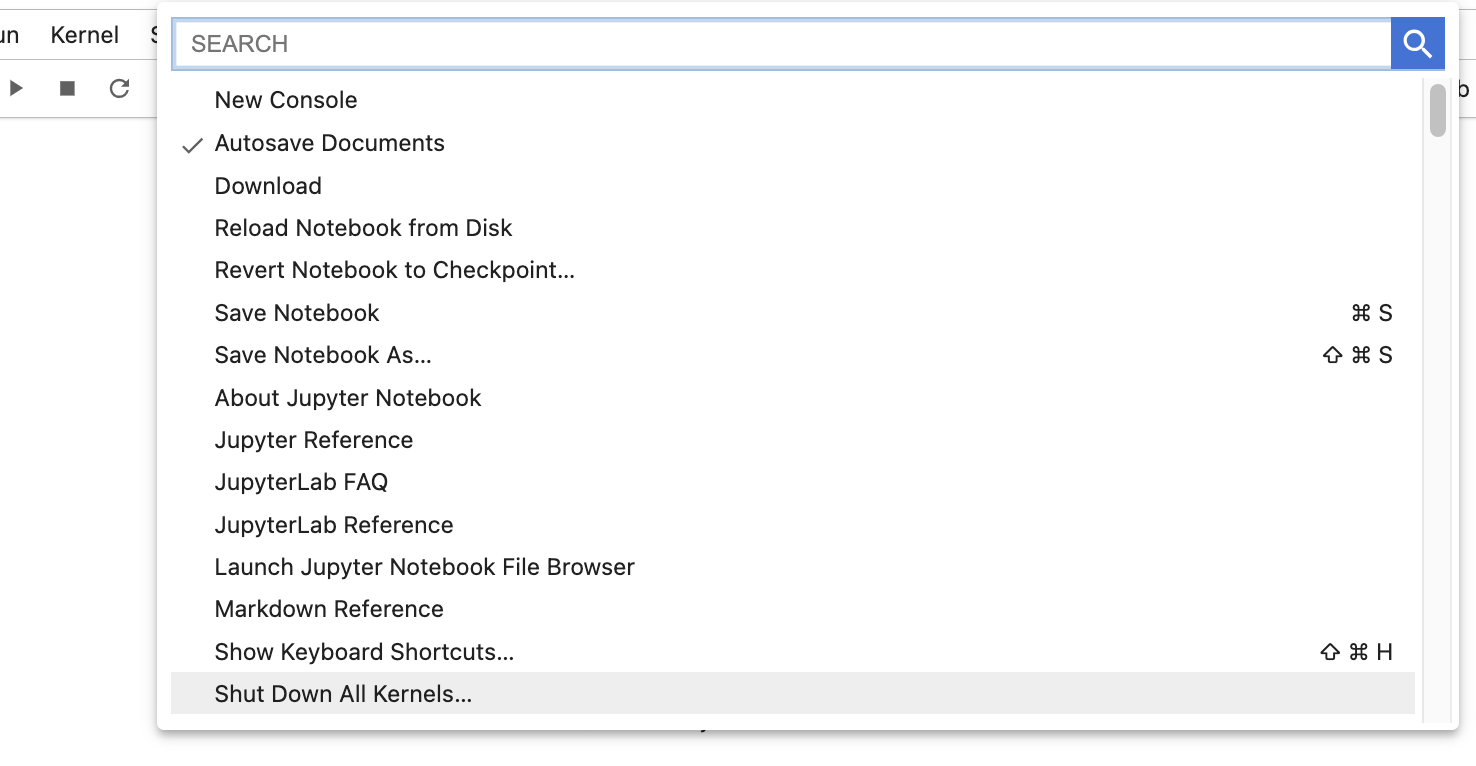 un Kernel S
SEARCH
b
New Console
Autosave Documents
Download
Reload Notebook from Disk
Revert Notebook to Checkpoint...
Save Notebook ⌘ S
Save Notebook As... ⇧ ⌘ S
About Jupyter Notebook
Jupyter Reference
JupyterLab FAQ
JupyterLab Reference
Launch Jupyter Notebook File Browser
Markdown Reference
Show Keyboard Shortcuts... ⇧ ⌘ H
Shut Down All Kernels...